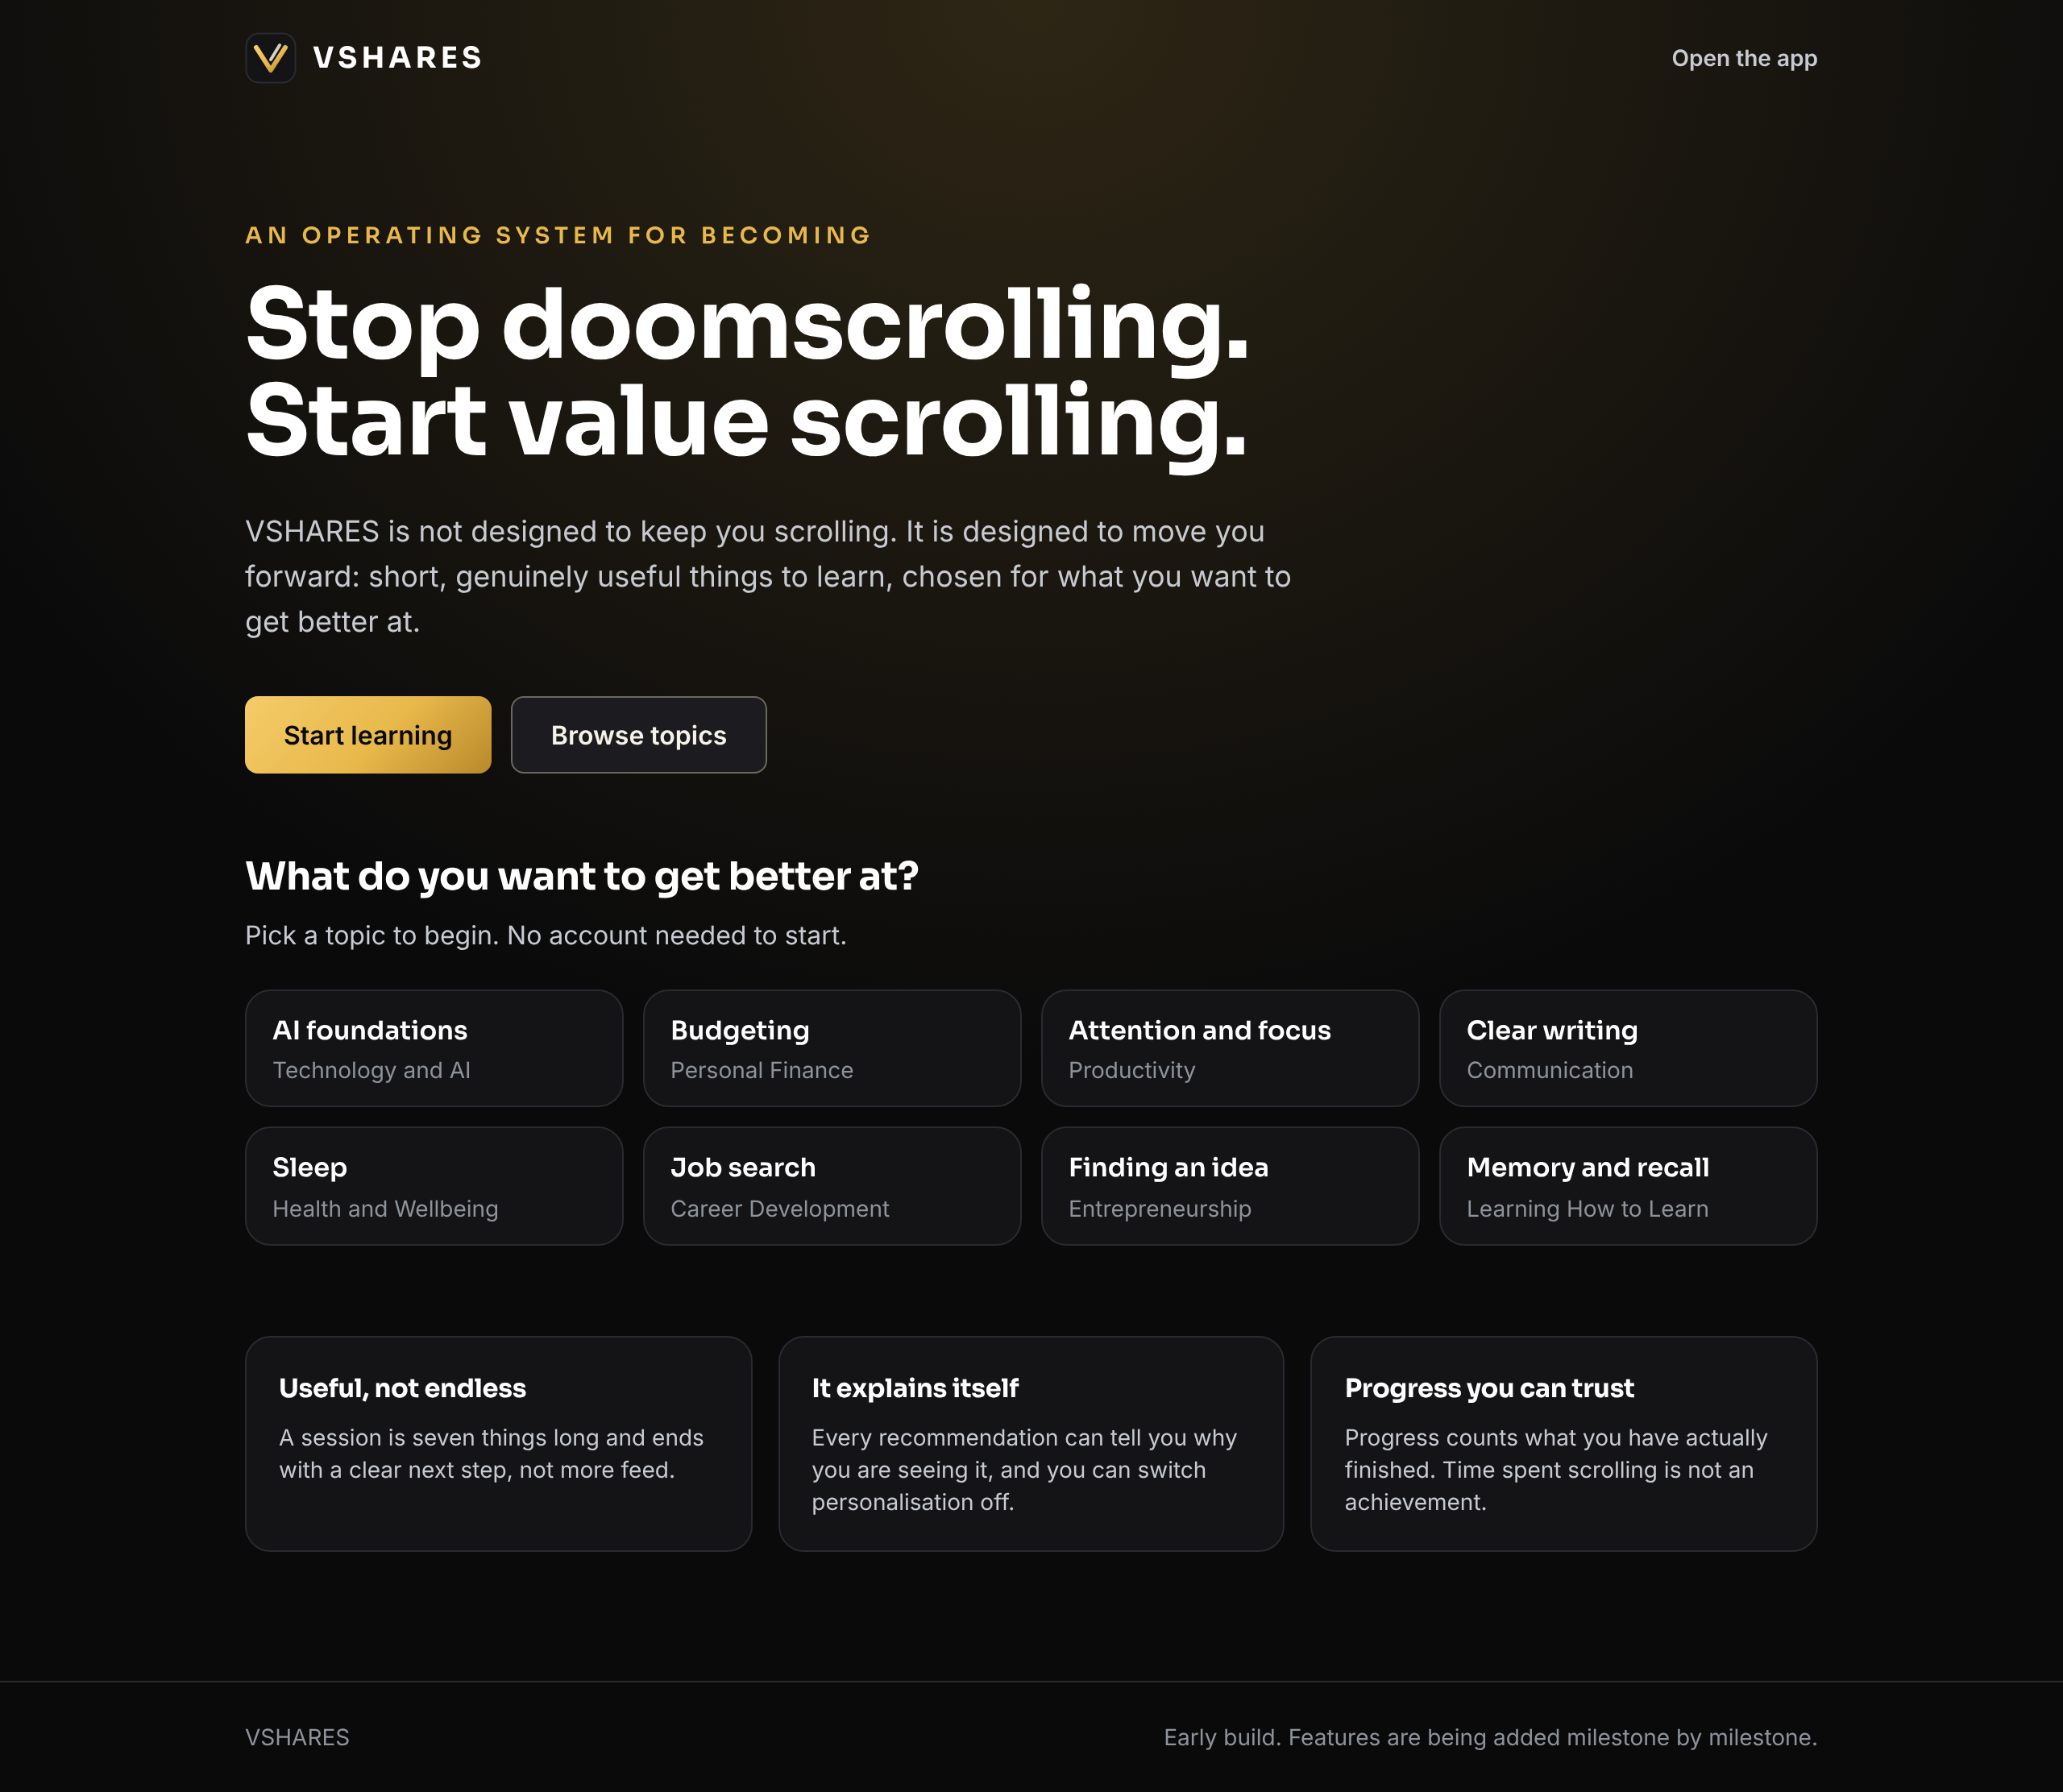 VSHARES
Open the app
AN OPERATING SYSTEM FOR BECOMING
Stop doomscrolling.
Start value scrolling.
VSHARES is not designed to keep you scrolling. It is designed to move you
forward: short, genuinely useful things to learn, chosen for what you want to
get better at.
Start learning
Browse topics
What do you want to get better at?
Pick a topic to begin. No account needed to start.
AI foundations
Technology and AI
Budgeting
Personal Finance
Attention and focus
Productivity
Clear writing
Communication
Sleep
Health and Wellbeing
Job search
Career Development
Finding an idea
Entrepreneurship
Memory and recall
Learning How to Learn
Useful, not endless
A session is seven things long and ends
with a clear next step, not more feed.
It explains itself
Every recommendation can tell you why
you are seeing it, and you can switch
personalisation off.
Progress you can trust
Progress counts what you have actually
finished. Time spent scrolling is not an
achievement.
VSHARES
Early build. Features are being added milestone by milestone.